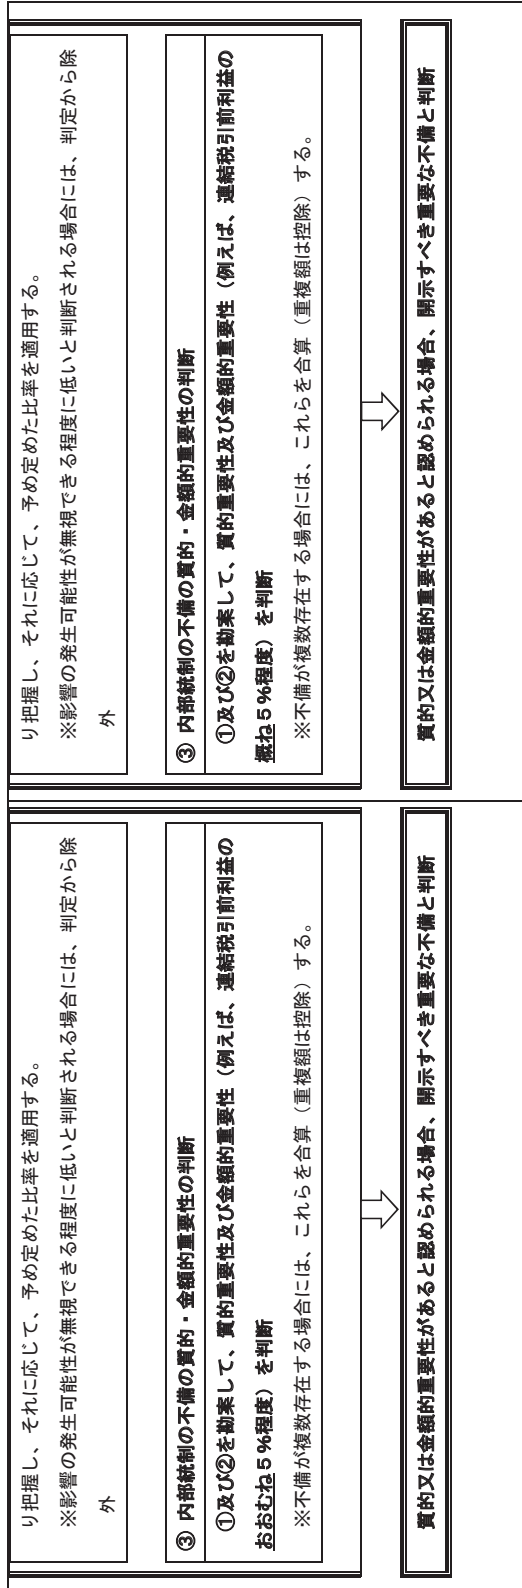 り把握し、それに応じて、予め定めた比率を適用する。
※影響の発生可能性が無視できる程度に低いと判断される場合には、判定から除
外
③ 内部統制の不備の質的・金額的重要性の判断
①及び②を勘案して、質的重要性及び金額的重要性（例えば、連結税引前利益の
おおむね５％程度）を判断
※不備が複数存在する場合には、これらを合算（重複額は控除）する。
質的又は金額的重要性があると認められる場合、開示すべき重要な不備と判断
り把握し、それに応じて、予め定めた比率を適用する。
※影響の発生可能性が無視できる程度に低いと判断される場合には、判定から除
外
③ 内部統制の不備の質的・金額的重要性の判断
①及び②を勘案して、質的重要性及び金額的重要性（例えば、連結税引前利益の
概ね５％程度）を判断
※不備が複数存在する場合には、これらを合算（重複額は控除）する。
質的又は金額的重要性があると認められる場合、開示すべき重要な不備と判断